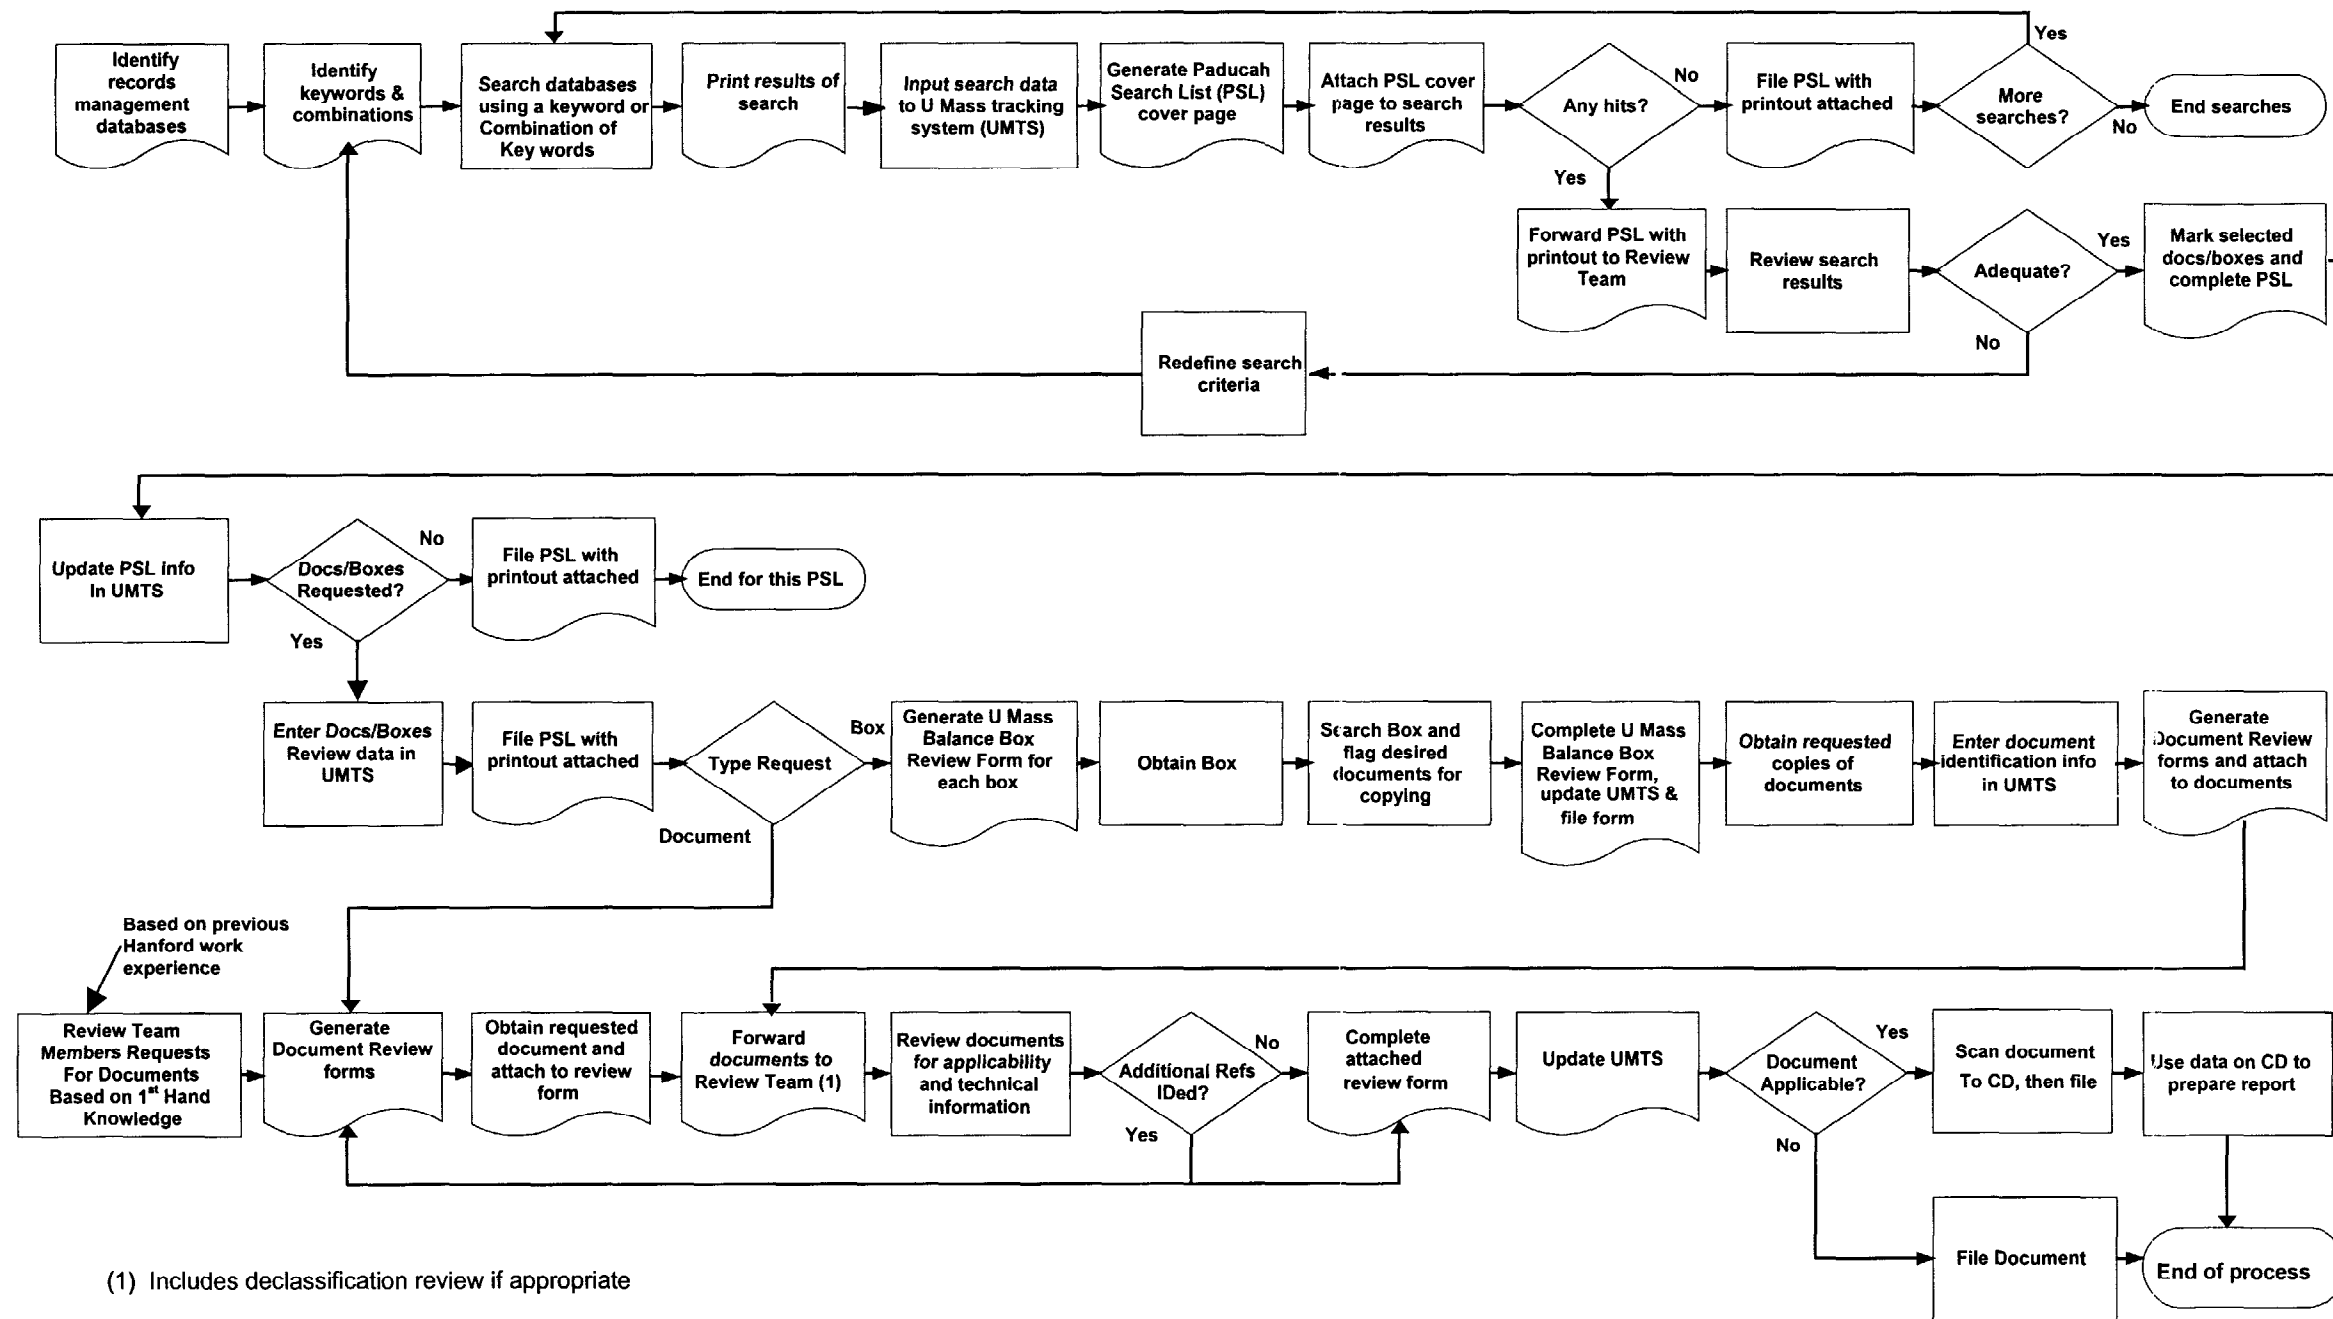 Yes
Identify
records
management
databases
Identify
keywords &
combinations
Search databases
using a keyword or
Combination of
Key words
Print results of
search
Input search data
to U Mass tracking
system (UMTS)
Generate Paducah
Search List (PSL)
cover page
Attach PSL cover
page to search
results
Any hits?
No
File PSL with
printout attached
More
searches?
No
End searches
Yes
Forward PSL with
printout to Review
Team
Review search
results
Adequate?
Yes
Mark selected
docs/boxes and
complete PSL
No
Redefine search
criteria
Update PSL info
In UMTS
Docs/Boxes
Requested?
No
File PSL with
printout attached
End for this PSL
Yes
Enter Docs/Boxes
Review data in
UMTS
File PSL with
printout attached
Type Request
Box
Generate U Mass
Balance Box
Review Form for
each box
Obtain Box
Search Box and
flag desired
documents for
copying
Complete U Mass
Balance Box
Review Form,
update UMTS &
file form
Obtain requested
copies of
documents
Enter document
identification info
in UMTS
Generate
Document Review
forms and attach
to documents
Document
Based on previous
Hanford work
experience
Review Team
Members Requests
For Documents
Based on 1st Hand
Knowledge
Generate
Document Review
forms
Obtain requested
document and
attach to review
form
Forward
documents to
Review Team (1)
Review documents
for applicability
and technical
information
Additional Refs
IDed?
No
Yes
Complete
attached
review form
Update UMTS
Document
Applicable?
Yes
No
Scan document
To CD, then file
Use data on CD to
prepare report
File Document
End of process
(1) Includes declassification review if appropriate